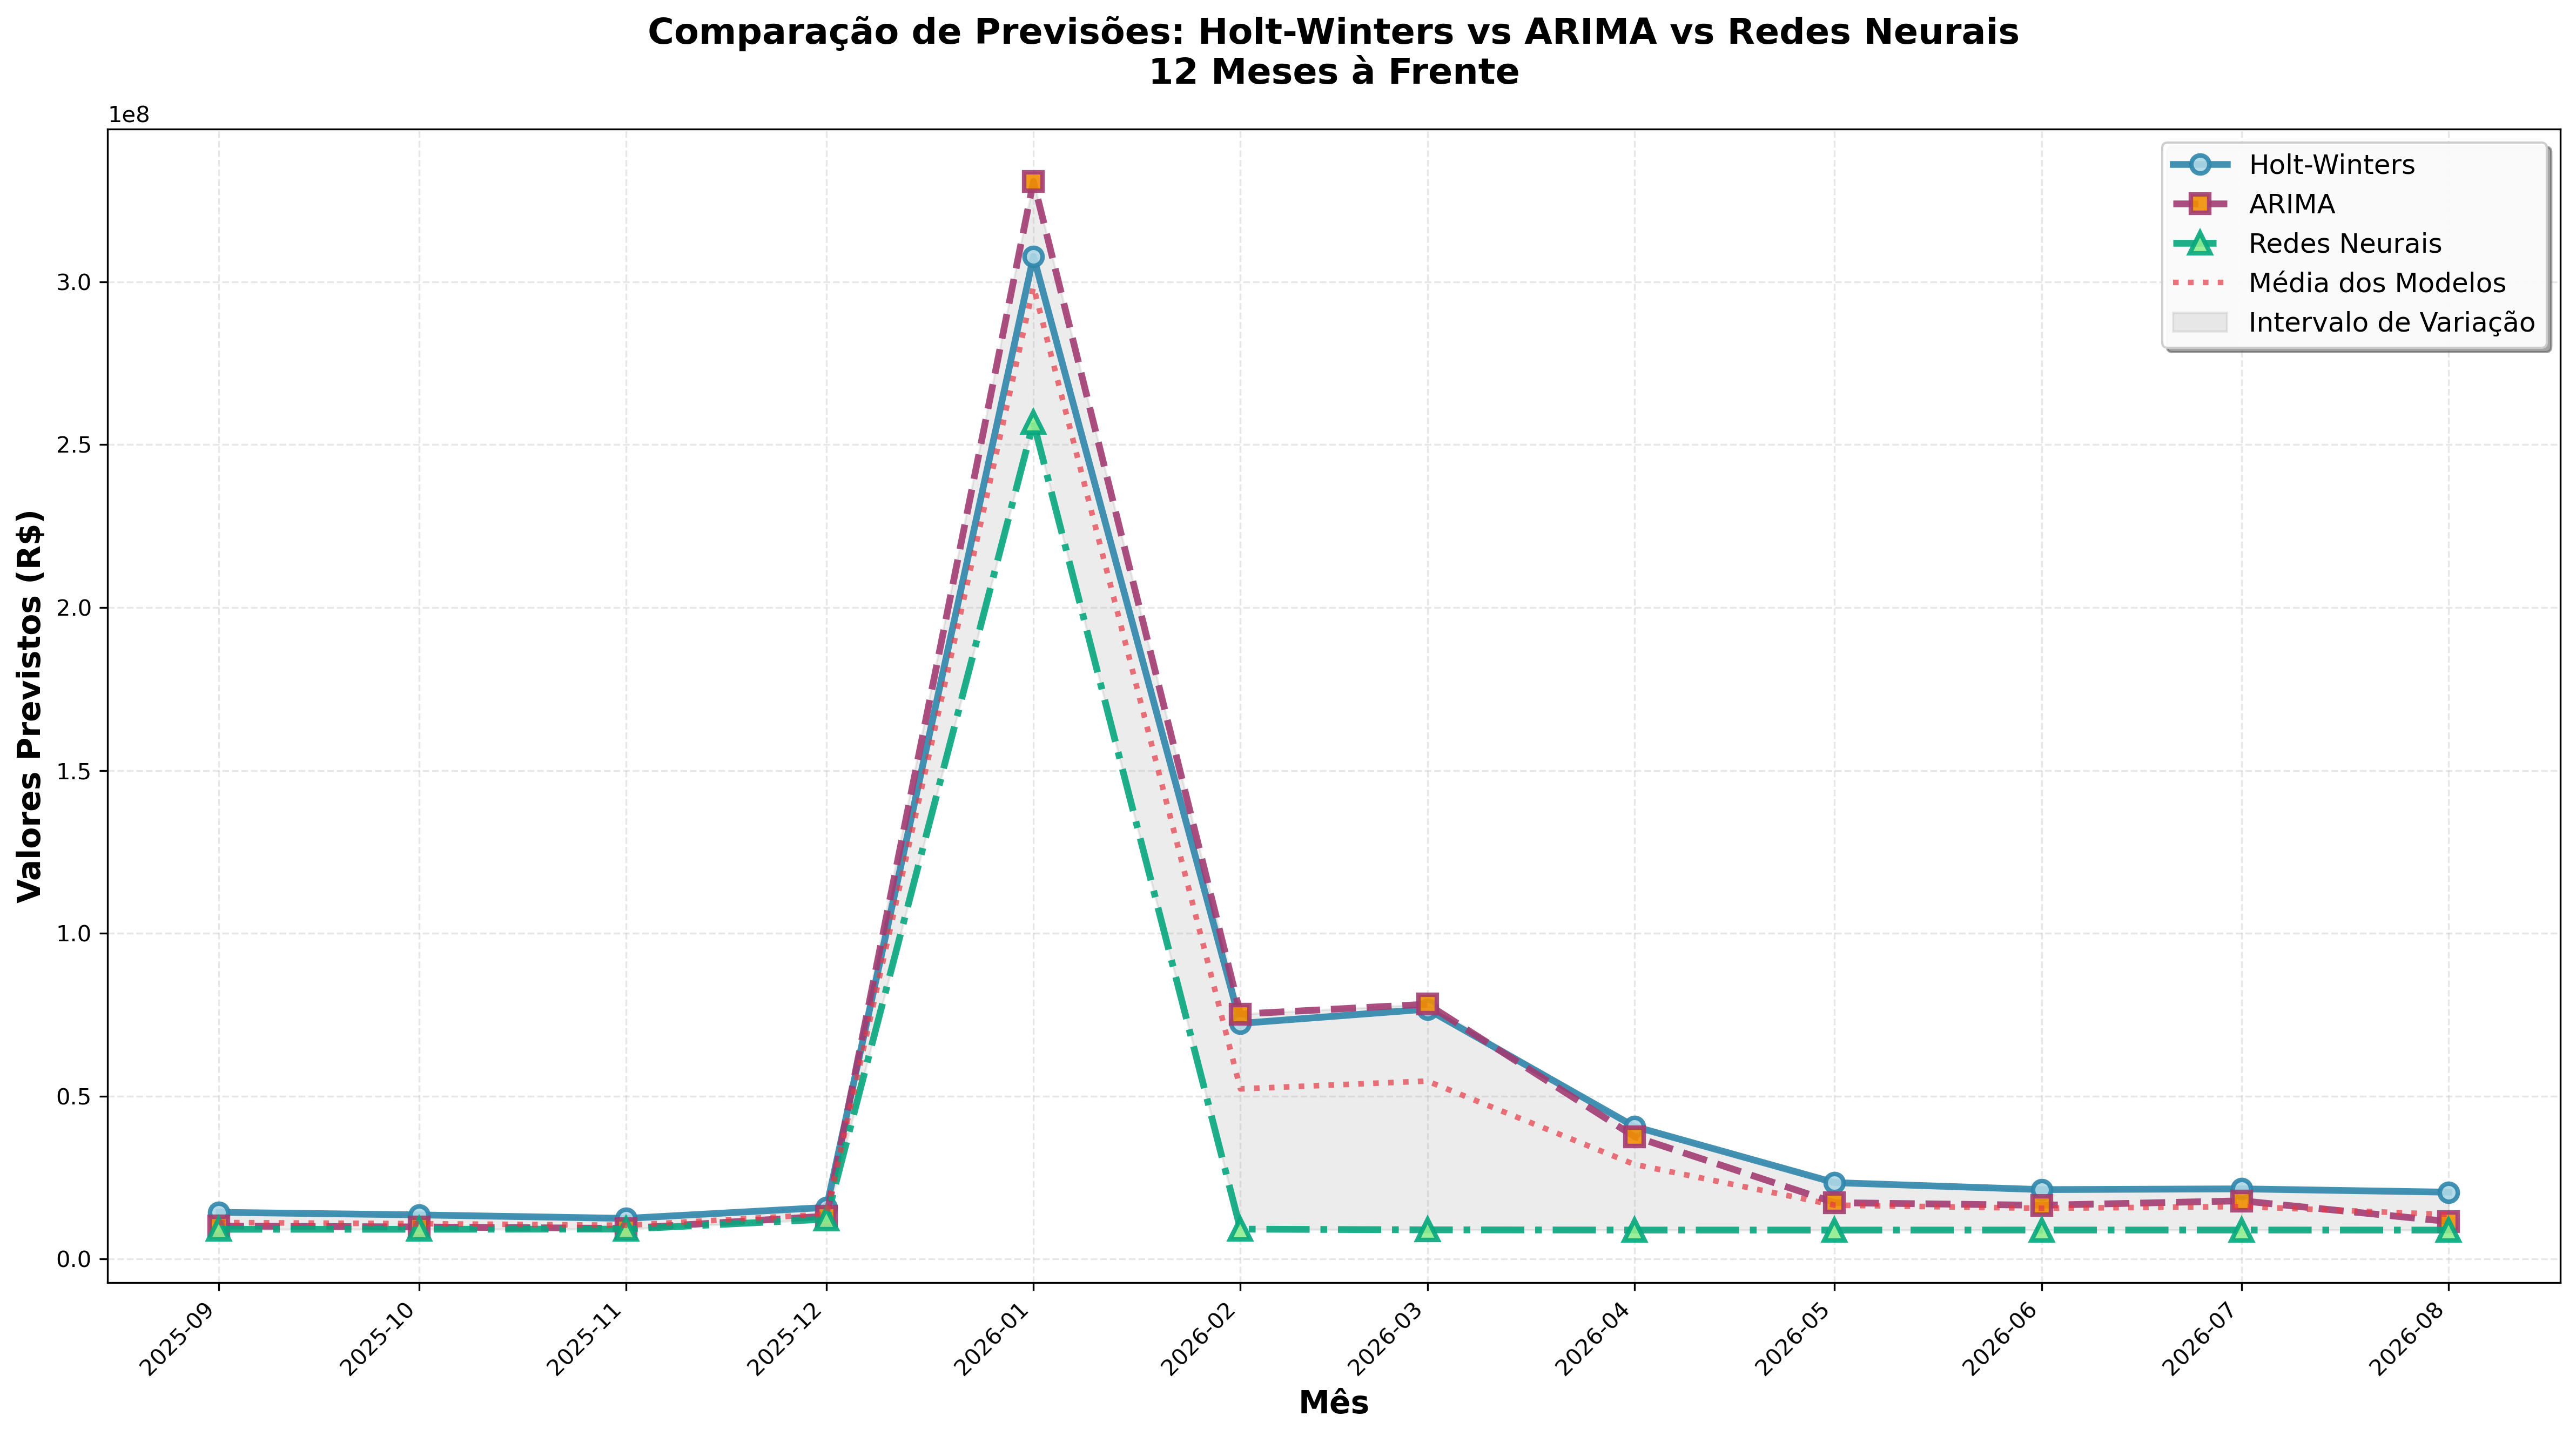 Comparação de Previsões: Holt-Winters vs ARIMA vs Redes Neurais
12 Meses à Frente
1e8
Holt-Winters
ARIMA
Redes Neurais
Média dos Modelos
Intervalo de Variação
Valores Previstos (R$)
3.0
2.5
2.0
1.5
1.0
0.5
0.0
2025-09
2025-10
2025-11
2025-12
2026-01
2026-02
2026-03
2026-04
2026-05
2026-06
2026-07
2026-08
Mês